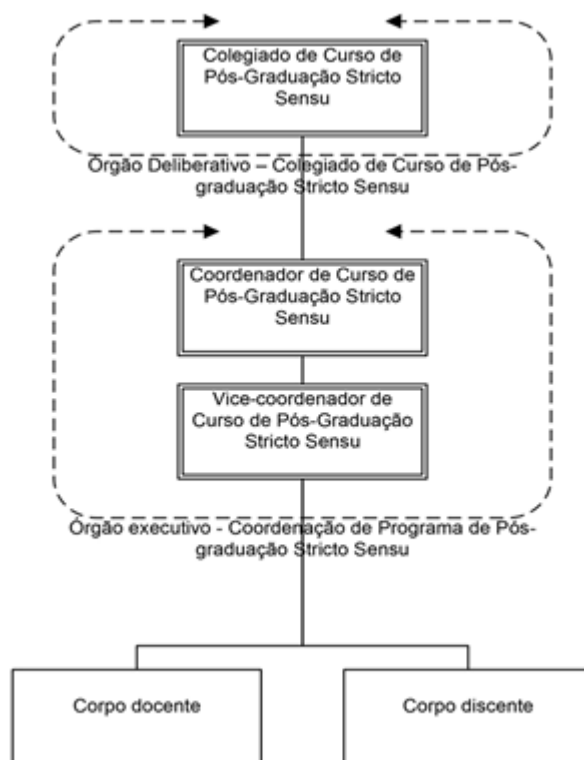 Colegiado de Curso de
Pós-Graduação Stricto
Sensu
Órgão Deliberativo – Colegiado de Curso de Pós-
graduação Stricto Sensu
Coordenador de Curso de
Pós-Graduação Stricto
Sensu
Vice-coordenador de
Curso de Pós-Graduação
Stricto Sensu
Órgão executivo - Coordenação de Programa de Pós-
graduação Stricto Sensu
Corpo docente
Corpo discente